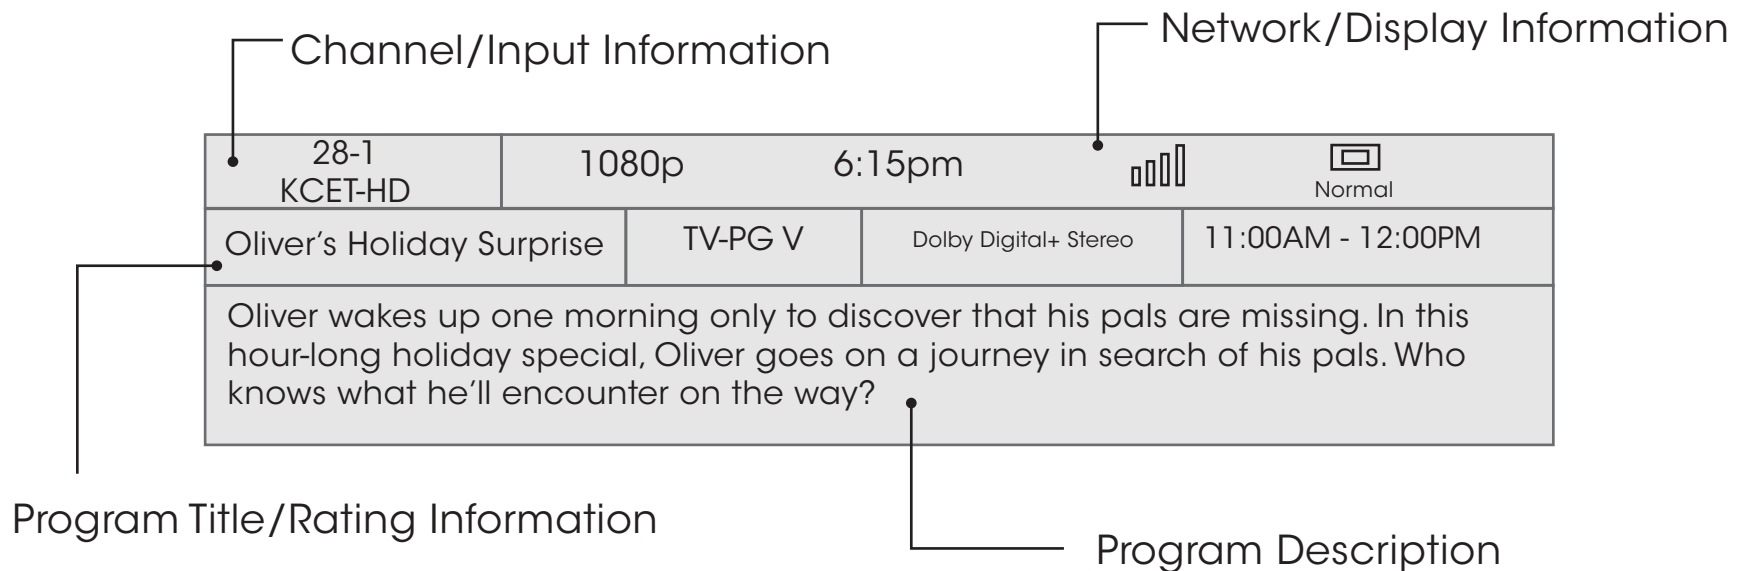 Channel/Input Information
Network/Display Information
28-1
KCET-HD
1080p
6:15pm
Normal
Oliver’s Holiday Surprise
TV-PG V
Dolby Digital+ Stereo
11:00AM - 12:00PM
Oliver wakes up one morning only to discover that his pals are missing. In this
hour-long holiday special, Oliver goes on a journey in search of his pals. Who
knows what he’ll encounter on the way?
Program Title/Rating Information
Program Description